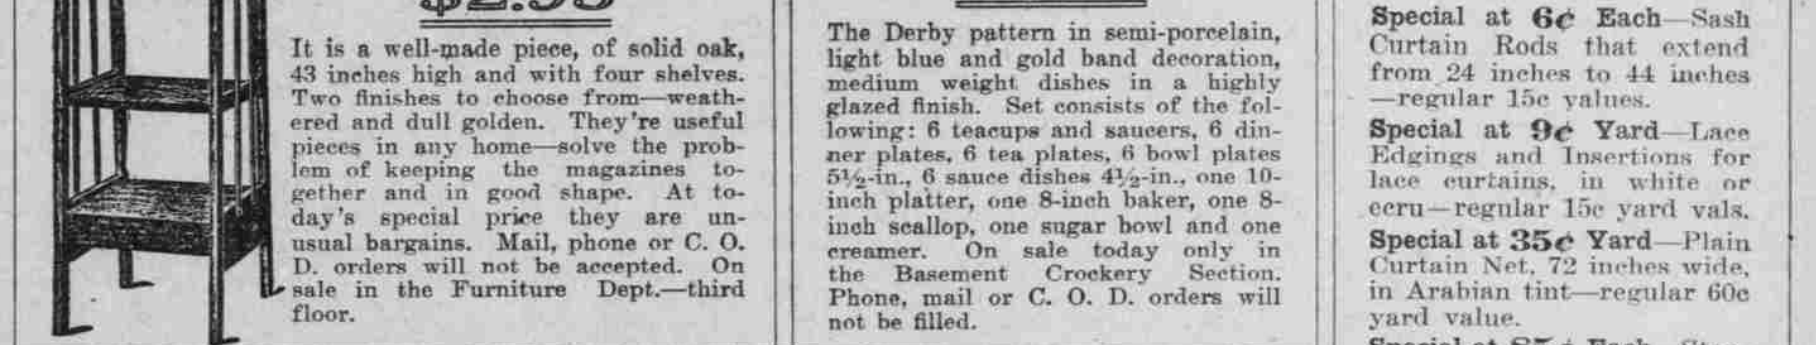 It is a well-made piece, of solid oak,
43 inches high and with four shelves.
Two finishes to choose from—weath-
ered and dull golden. They're useful
pieces in any home—solve the prob-
lem of keeping the magazines to-
gether and in good shape. At to-
day's special price they are un-
usual bargains. Mail, phone or C. O.
D. orders will not be accepted. On
sale in the Furniture Dept.—third
floor.
The Derby pattern in semi-porcelain,
light blue and gold band decoration,
medium weight dishes in a highly
glazed finish. Set consists of the fol-
lowing: 6 teacups and saucers, 6 din-
ner plates, 6 tea plates, 6 bowl plates
5½-in., 6 sauce dishes 4½-in., one 10-
inch platter, one 8-inch baker, one 8-
inch scallop, one sugar bowl and one
creamer. On sale today only in
the Basement Crockery Section.
Phone, mail or C. O. D. orders will
not be filled.
Special at 6¢ Each—Sash
Curtain Rods that extend
from 24 inches to 44 inches
—regular 15c values.
Special at 9¢ Yard—Lace
Edgings and Insertions for
lace curtains, in white or
ecru—regular 15c yard vals.
Special at 35¢ Yard—Plain
Curtain Net, 72 inches wide,
in Arabian tint—regular 60c
yard value.